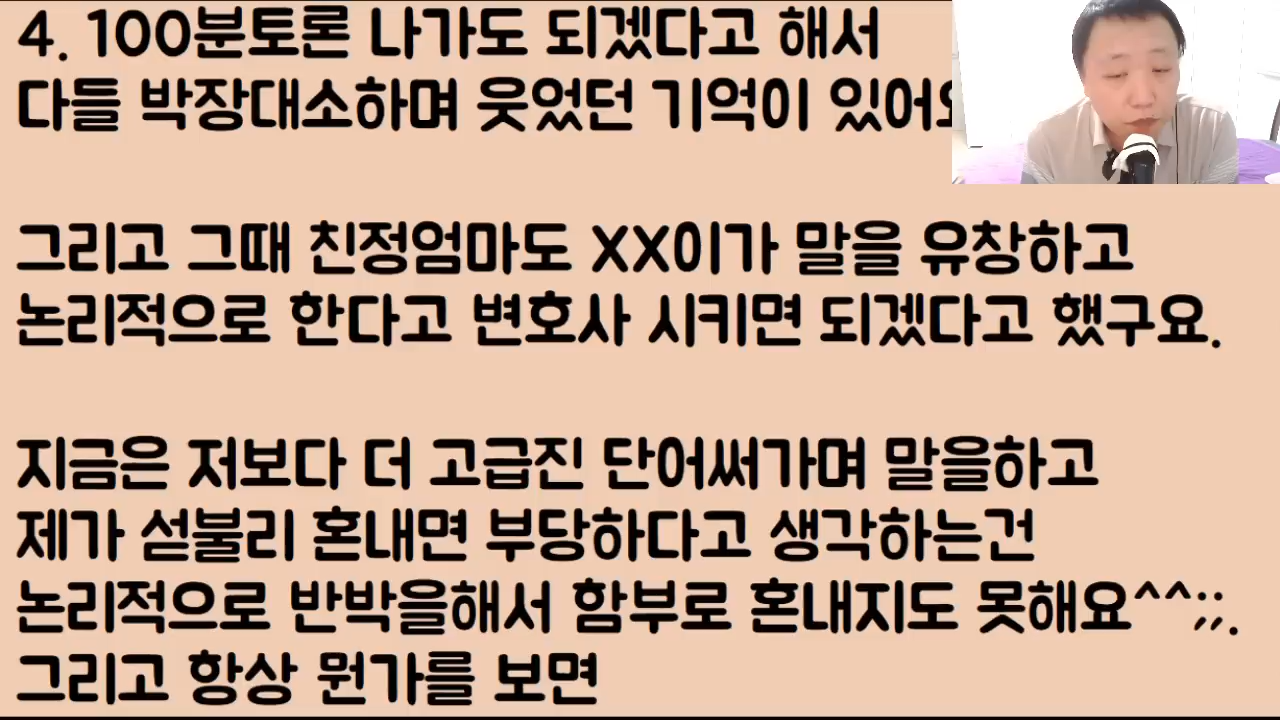 4. 100분토론 나가도 되겠다고 해서
다들 박장대소하며 웃었던 기억이
그리고 그때 친정엄마도 XX이가 말을 유창하고
논리적으로 한다고 변호사 시키면 되겠다고 했구요.
지금은 저보다 더 고급진 단어써가며 말을하고
제가 섣불리 혼내면 부당하다고 생각하는건
논리적으로 반박을해서 함부로 혼내지도 못해요^^;;.
그리고 항상 뭔가를 보면